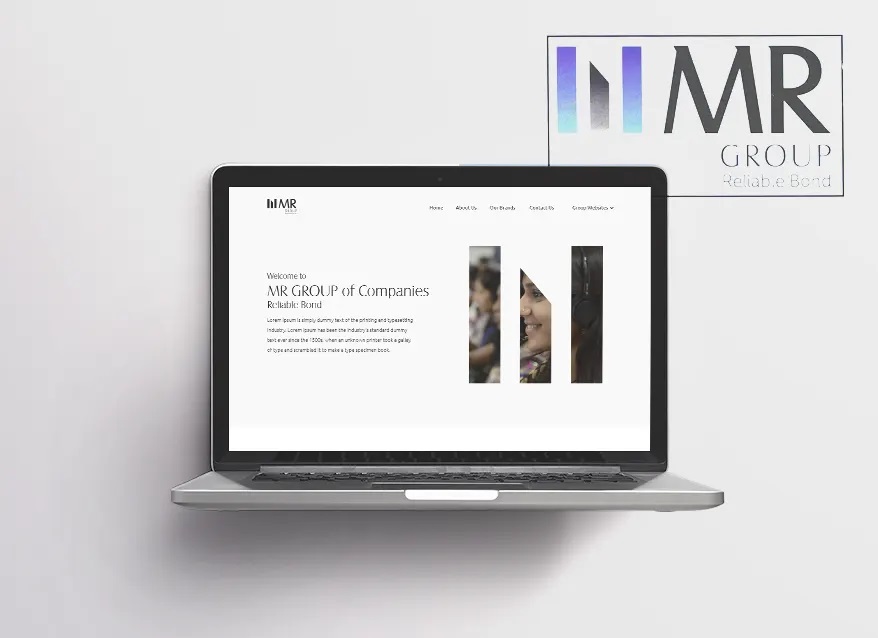 MR
GROUP
Reliable Bond
MR
GROUP
Home About Us Our Brands Contact Us Group Websites
Welcome to
MR GROUP of Companies
Reliable Bond
Lorem Ipsum is simply dummy text of the printing and typesetting
industry. Lorem Ipsum has been the industry's standard dummy
text ever since the 1500s, when an unknown printer took a galley
of type and scrambled it to make a type specimen book.